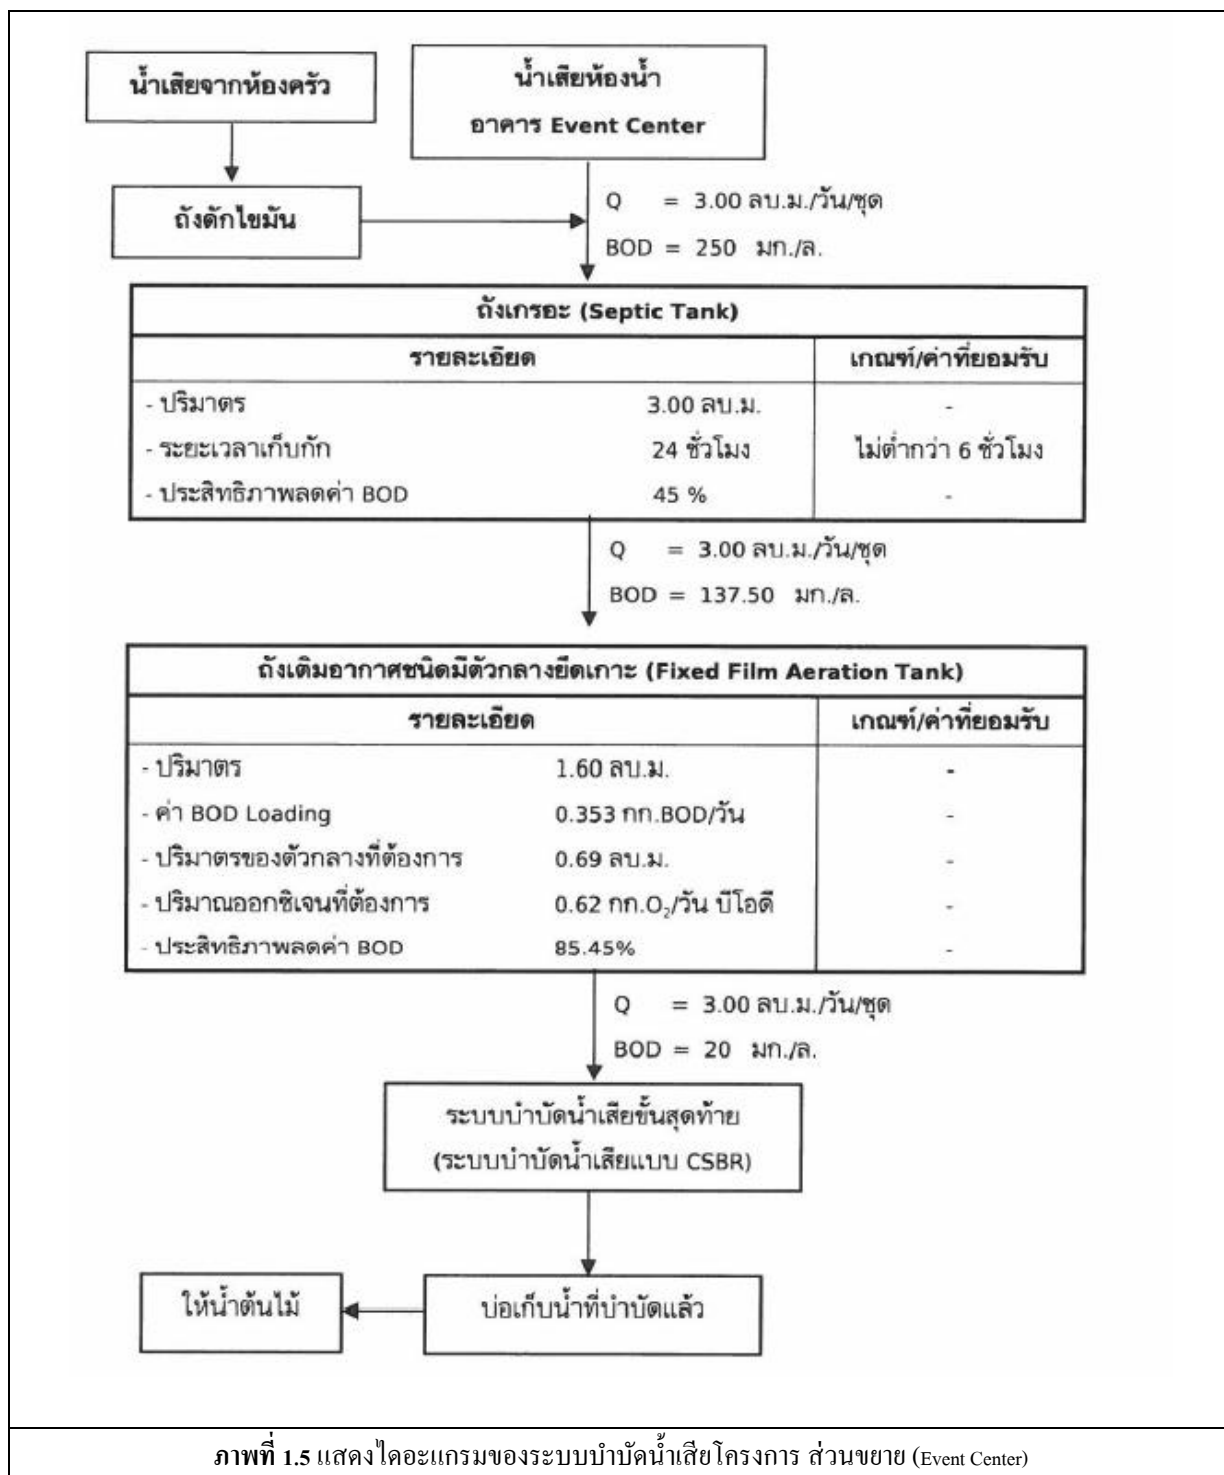 น้ำเสียจากห้องครัว
น้ำเสียห้องน้ำ
อาคาร Event Center
ถังดักไขมัน
Q = 3.00 ลบ.ม./วัน/ชุด
BOD = 250 มก./ล.
ถังเกรอะ (Septic Tank)
รายละเอียด เกณฑ์/ค่าที่ยอมรับ
- ปริมาตร 3.00 ลบ.ม. -
- ระยะเวลาเก็บกัก 24 ชั่วโมง ไม่ต่ำกว่า 6 ชั่วโมง
- ประสิทธิภาพลดค่า BOD 45 % -
Q = 3.00 ลบ.ม./วัน/ชุด
BOD = 137.50 มก./ล.
ถังเติมอากาศชนิดมีตัวกลางยึดเกาะ (Fixed Film Aeration Tank)
รายละเอียด เกณฑ์/ค่าที่ยอมรับ
- ปริมาตร 1.60 ลบ.ม. -
- ค่า BOD Loading 0.353 กก.BOD/วัน -
- ปริมาตรของตัวกลางที่ต้องการ 0.69 ลบ.ม. -
- ปริมาณออกซิเจนที่ต้องการ 0.62 กก.O₂/วัน บีโอดี -
- ประสิทธิภาพลดค่า BOD 85.45% -
Q = 3.00 ลบ.ม./วัน/ชุด
BOD = 20 มก./ล.
ระบบบำบัดน้ำเสียขั้นสุดท้าย
(ระบบบำบัดน้ำเสียแบบ CSBR)
ให้น้ำต้นไม้
บ่อเก็บน้ำที่บำบัดแล้ว
ภาพที่ 1.5 แสดงไดอะแกรมของระบบบำบัดน้ำเสียโครงการ ส่วนขยาย (Event Center)